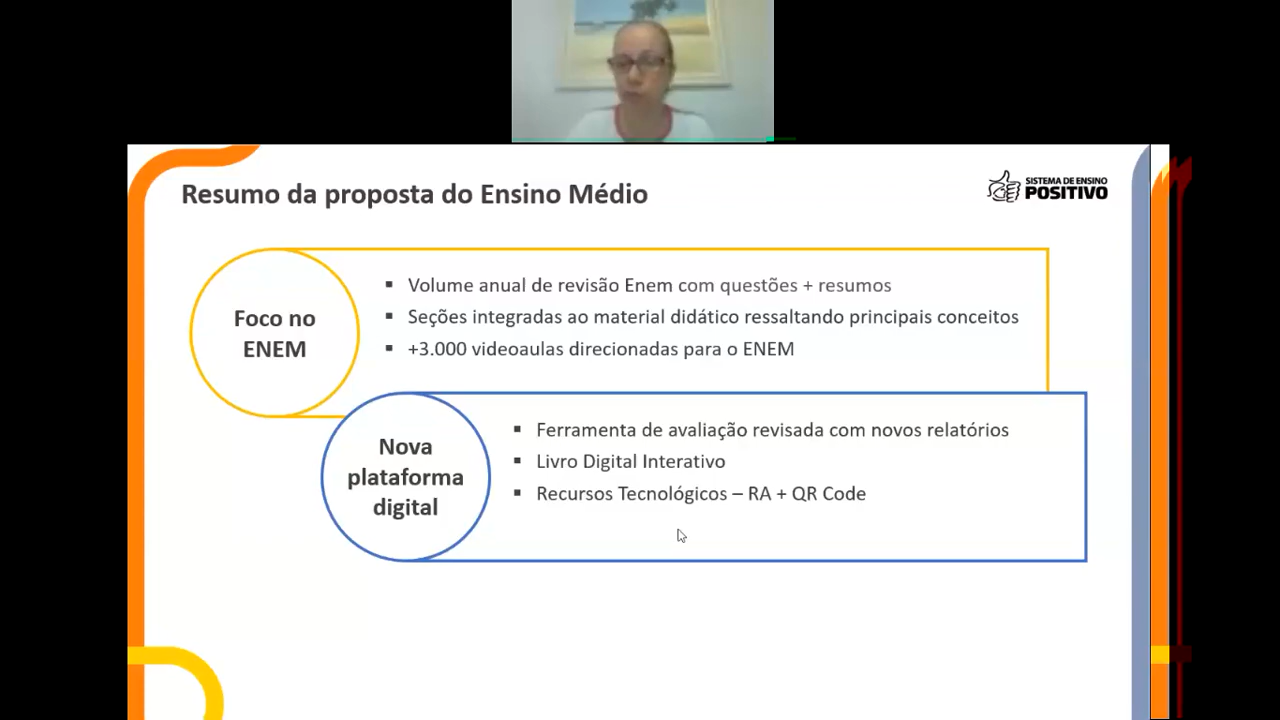 Resumo da proposta do Ensino Médio
SISTEMA DE ENSINO
POSITIVO
Foco no
ENEM
▪ Volume anual de revisão Enem com questões + resumos
▪ Seções integradas ao material didático ressaltando principais conceitos
▪ +3.000 videoaulas direcionadas para o ENEM
Nova
plataforma
digital
▪ Ferramenta de avaliação revisada com novos relatórios
▪ Livro Digital Interativo
▪ Recursos Tecnológicos – RA + QR Code